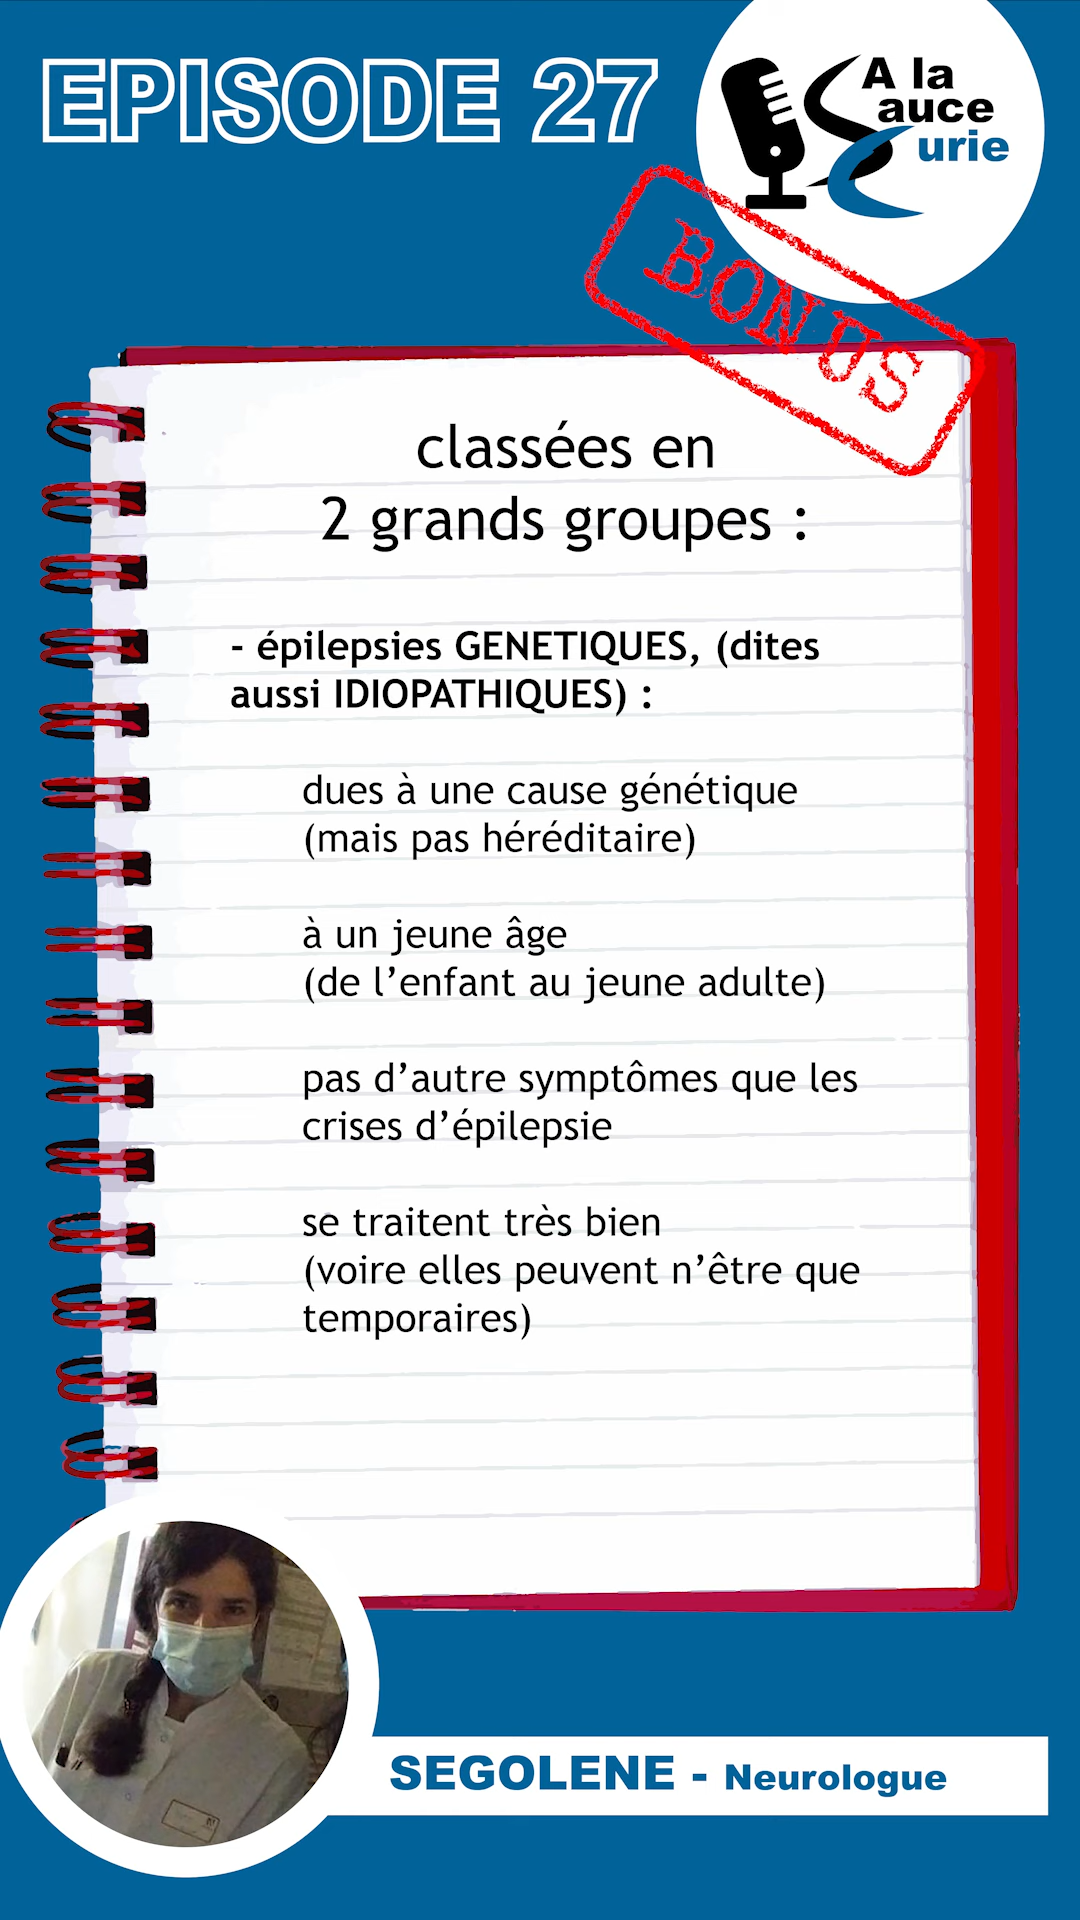 EPISODE 27
A la
Sauce
Curie
BONUS
classées en
2 grands groupes :
- épilepsies GENETIQUES, (dites
aussi IDIOPATHIQUES) :
dues à une cause génétique
(mais pas héréditaire)
à un jeune âge
(de l’enfant au jeune adulte)
pas d’autre symptômes que les
crises d’épilepsie
se traitent très bien
(voire elles peuvent n’être que
temporaires)
SEGOLENE - Neurologue